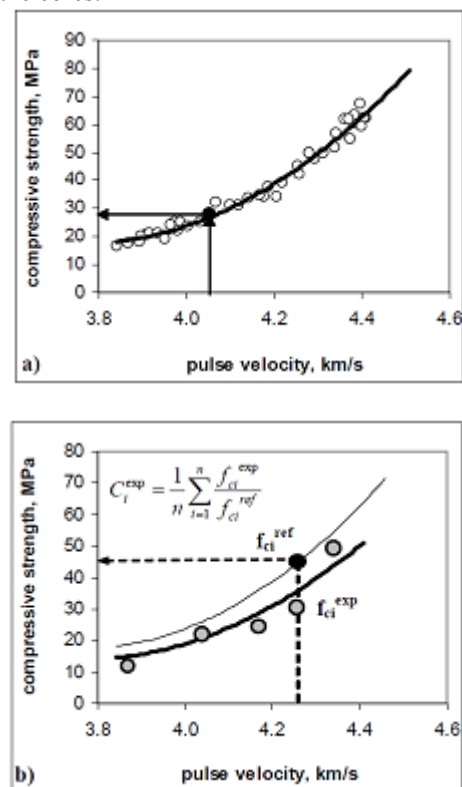 90
80
70
60
50
40
30
20
10
0
compressive strength, MPa
3.8 4.0 4.2 4.4 4.6
a) pulse velocity, km/s
80
70
60
50
40
30
20
10
0
compressive strength, MPa
C_i^exp = 1/n ∑_{i=1}^{n} f_ci^exp / f_ci^ref
f_ci^ref
f_ci^exp
3.8 4.0 4.2 4.4 4.6
b) pulse velocity, km/s